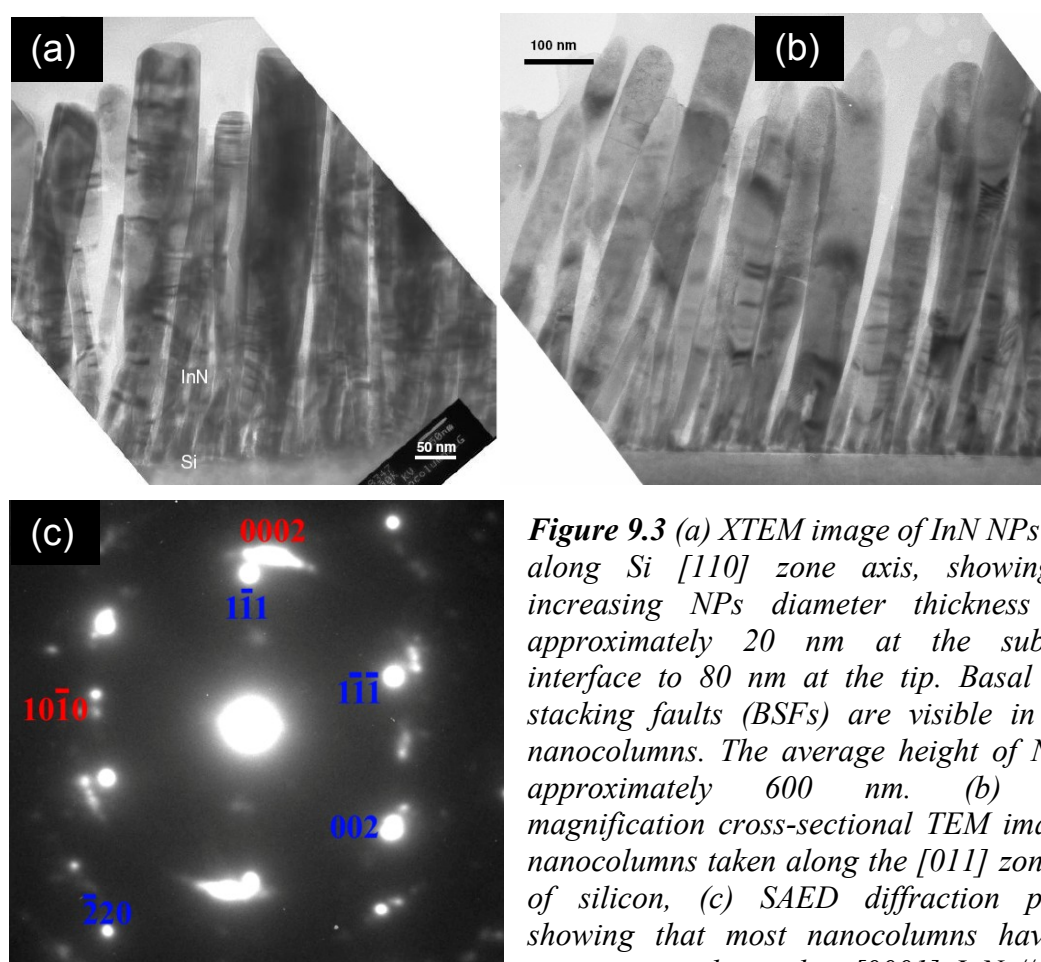 (a)
InN
Si
50 nm
(b)
100 nm
(c)
0002
11̄1
11̄1̄
101̄0
002
2̄20
Figure 9.3 (a) XTEM image of InN NPs
along Si [110] zone axis, showing
increasing NPs diameter thickness
approximately 20 nm at the sub
interface to 80 nm at the tip. Basal
stacking faults (BSFs) are visible in
nanocolumns. The average height of N
approximately 600 nm. (b)
magnification cross-sectional TEM ima
nanocolumns taken along the [011] zon
of silicon, (c) SAED diffraction p
showing that most nanocolumns hav
[0001] InN //